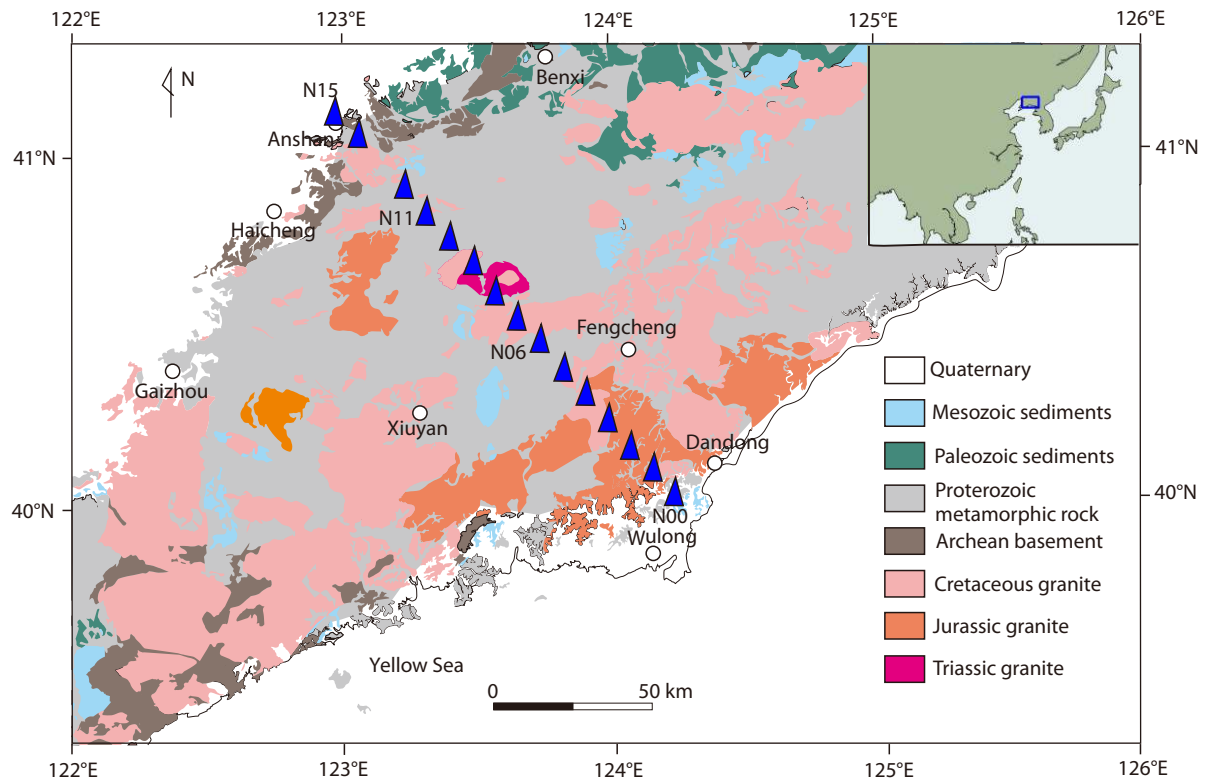 122°E
123°E
124°E
125°E
126°E
N
N15
Benxi
Anshan
41°N
41°N
N11
Haicheng
Fengcheng
N06
Gaizhou
Xiuyan
Quaternary
Mesozoic sediments
Dandong
Paleozoic sediments
40°N
40°N
Proterozoic
metamorphic rock
N00
Wulong
Archean basement
Cretaceous granite
Jurassic granite
Yellow Sea
Triassic granite
0
50 km
122°E
123°E
124°E
125°E
126°E